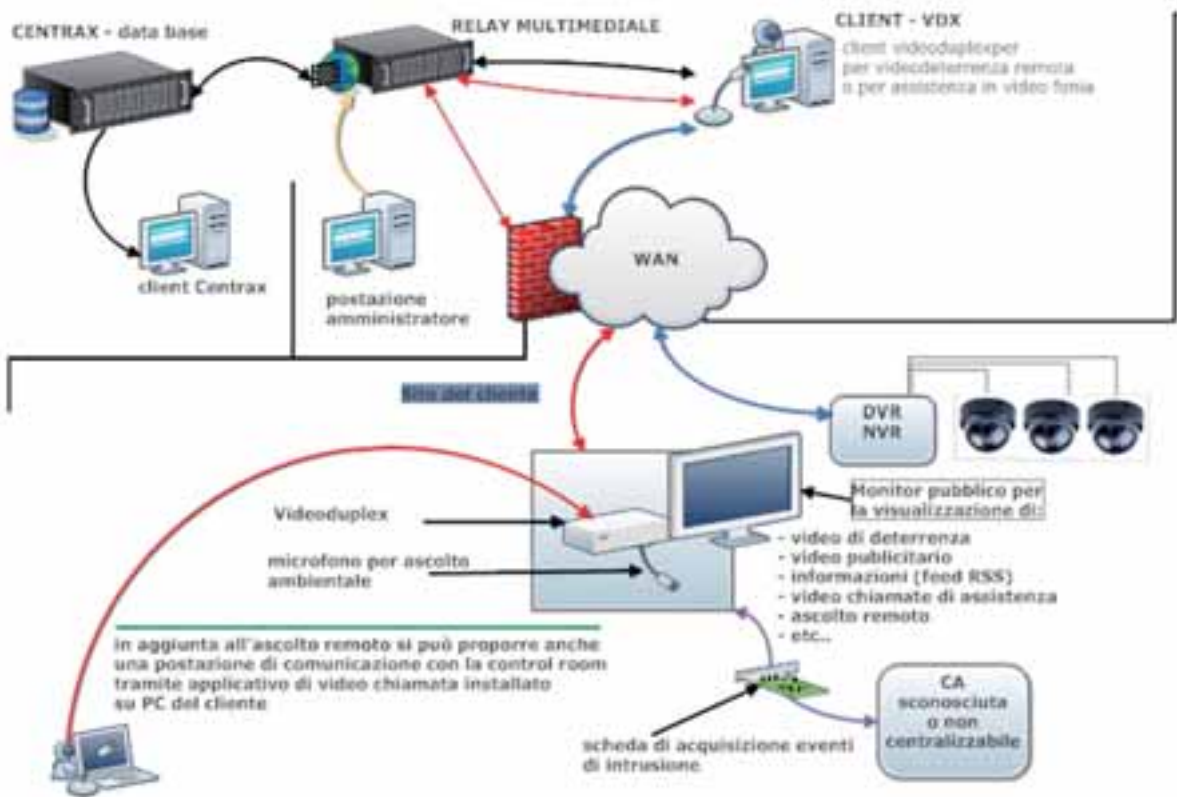 CENTRAX - data base
RELAY MULTIMEDIALE
CLIENT - VDX
client videoduplexper
per videodeterrenza remota
o per assistenza in video fonia
client Centrax
postazione
amministratore
WAN
Sito del cliente
DVR
NVR
Videoduplex
microfono per ascolto
ambientale
Monitor pubblico per
la visualizzazione di:
- video di deterrenza
- video publicitario
- informazioni (feed RSS)
- video chiamate di assistenza
- ascolto remoto
- etc..
in aggiunta all'ascolto remoto si può proporre anche
una postazione di comunicazione con la control room
tramite applicativo di video chiamata installato
su PC del cliente
scheda di acquisizione eventi
di intrusione
CA
sconosciuta
o non
centralizzabile